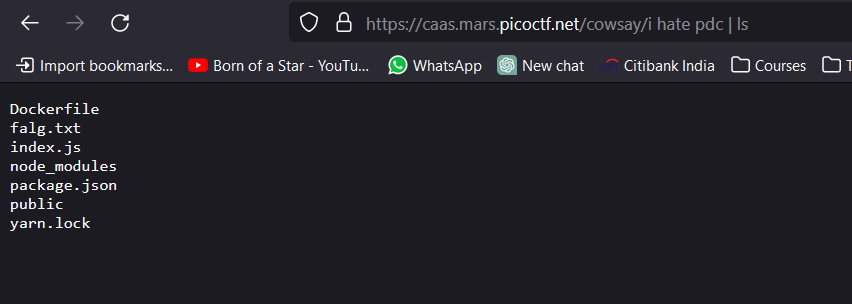 https://caas.mars.picoctf.net/cowsay/i hate pdc | ls
Import bookmarks... Born of a Star - YouTu... WhatsApp New chat Citibank India Courses
Dockerfile
falg.txt
index.js
node_modules
package.json
public
yarn.lock